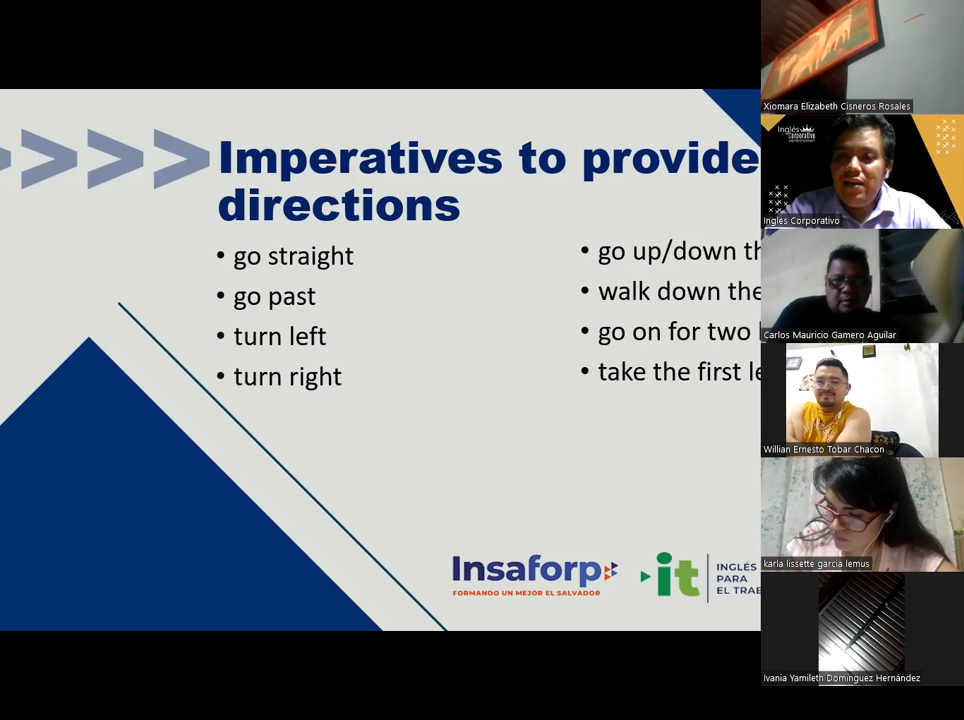 Imperatives to provide
directions
• go straight
• go past
• turn left
• turn right
• go up/down th
• walk down the
• go on for two
• take the first le
Insaforp
FORMANDO UN MEJOR EL SALVADOR
it
INGLÉS
PARA
EL TRAB
Xiomara Elizabeth Cisneros Rosales
Inglés
corporativo
Ingles Corporativo
Carlos Mauricio Gamero Aguilar
Willian Ernesto Tobar Chacon
karla lissette garcia lemus
Ivania Yamileth Domínguez Hernández